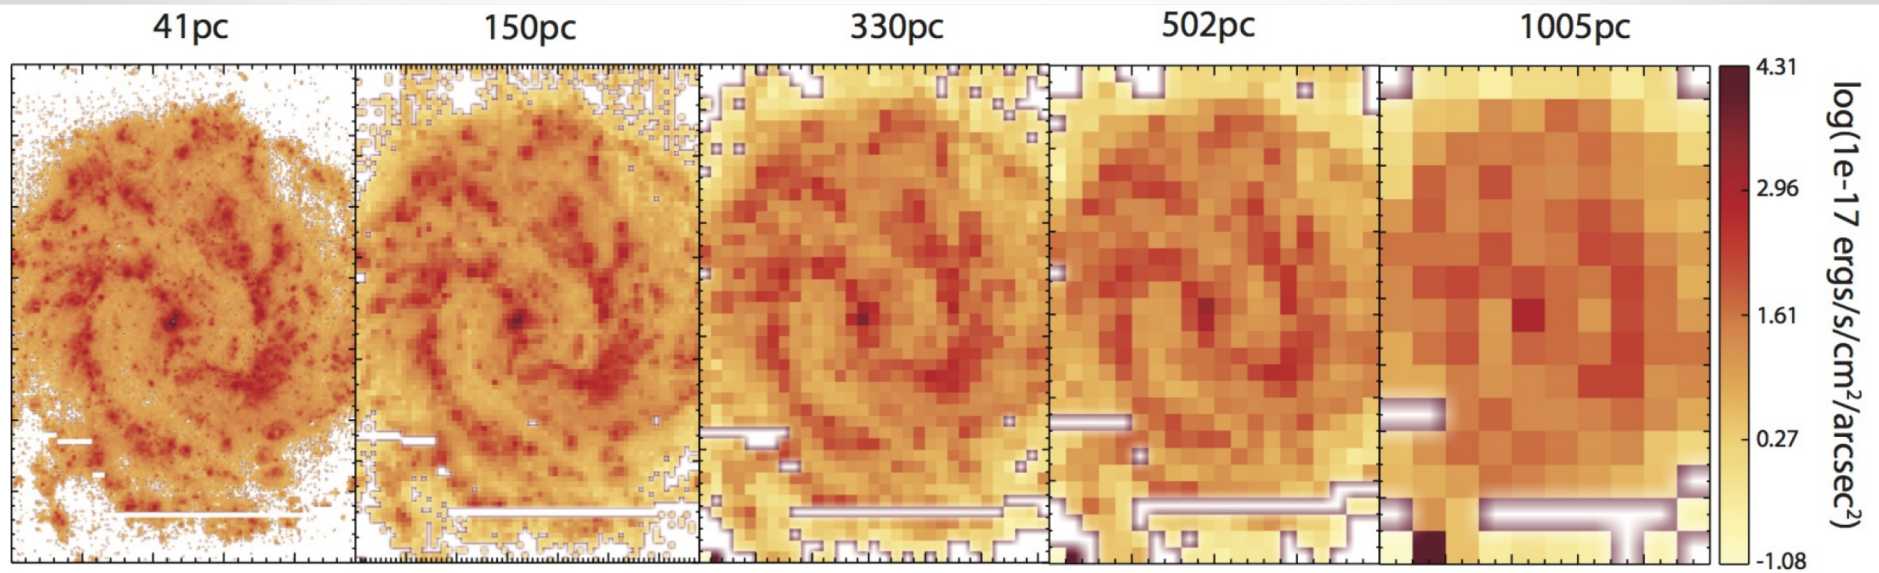 41pc
150pc
330pc
502pc
1005pc
4.31
2.96
1.61
0.27
-1.08
log(1e-17 ergs/s/cm²/arcsec²)